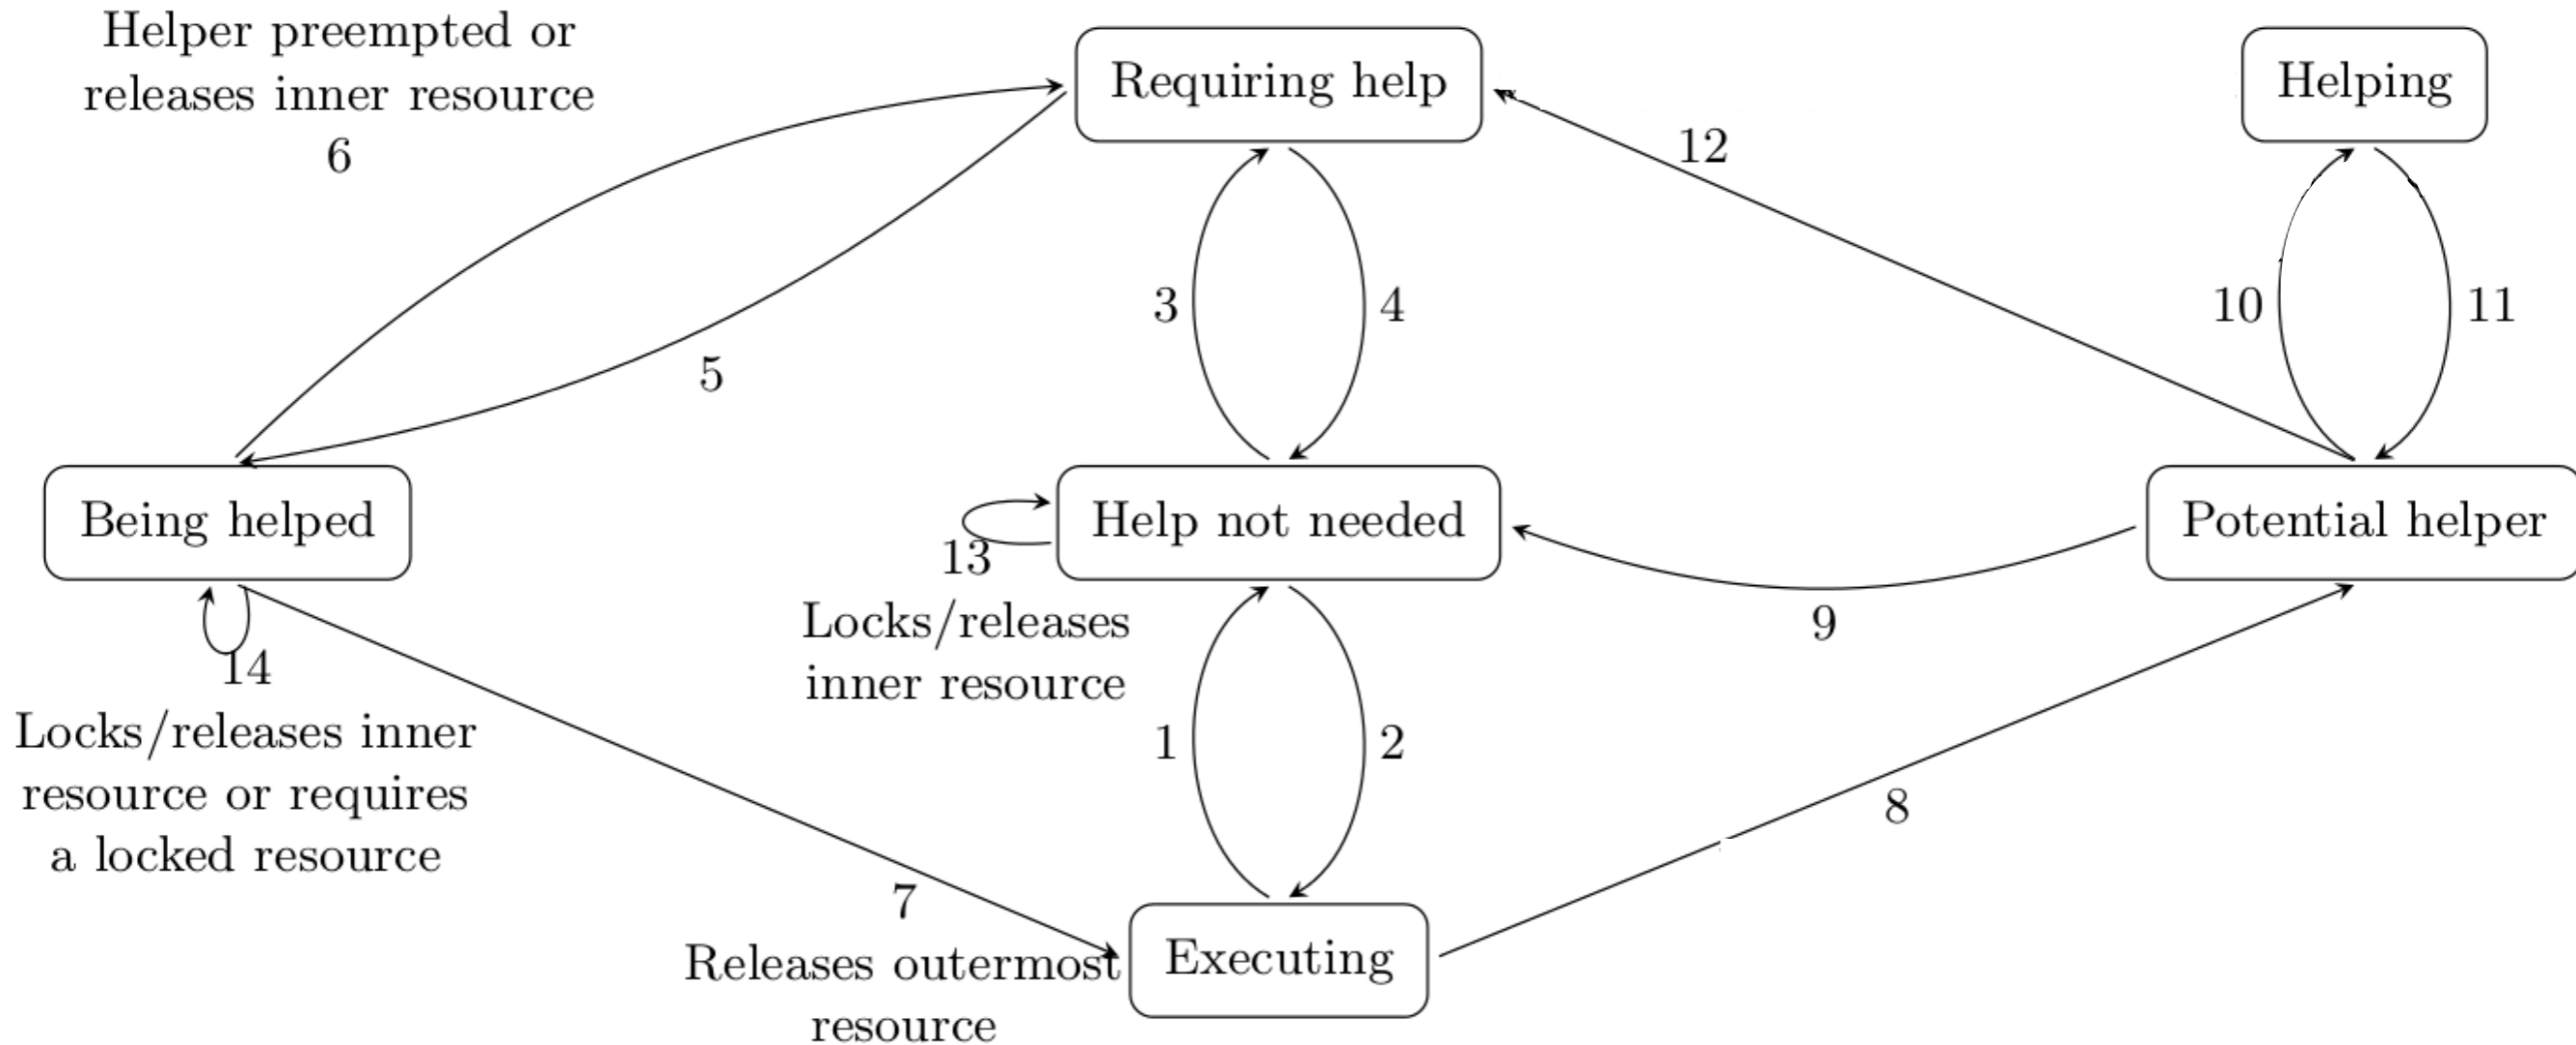 Helper preempted or
releases inner resource
6
Requiring help
Helping
12
3
4
10
11
5
Being helped
Help not needed
Potential helper
13
Locks/releases
inner resource
9
14
Locks/releases inner
resource or requires
a locked resource
1
2
8
7
Releases outermost
resource
Executing